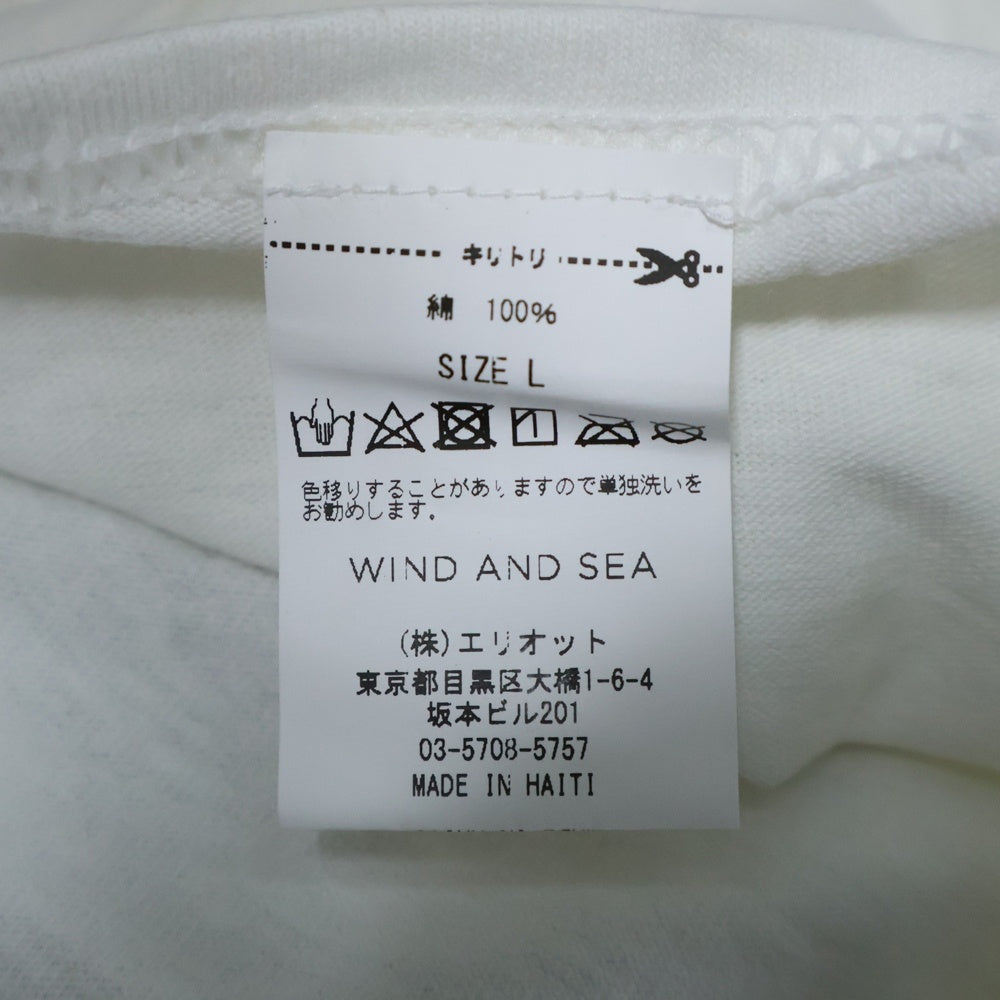 キリトリ
綿 100%
SIZE L
色移りすることがありますので単独洗いを
お勧めします。
WIND AND SEA
(株)エリオット
東京都目黒区大橋1-6-4
坂本ビル201
03-5708-5757
MADE IN HAITI